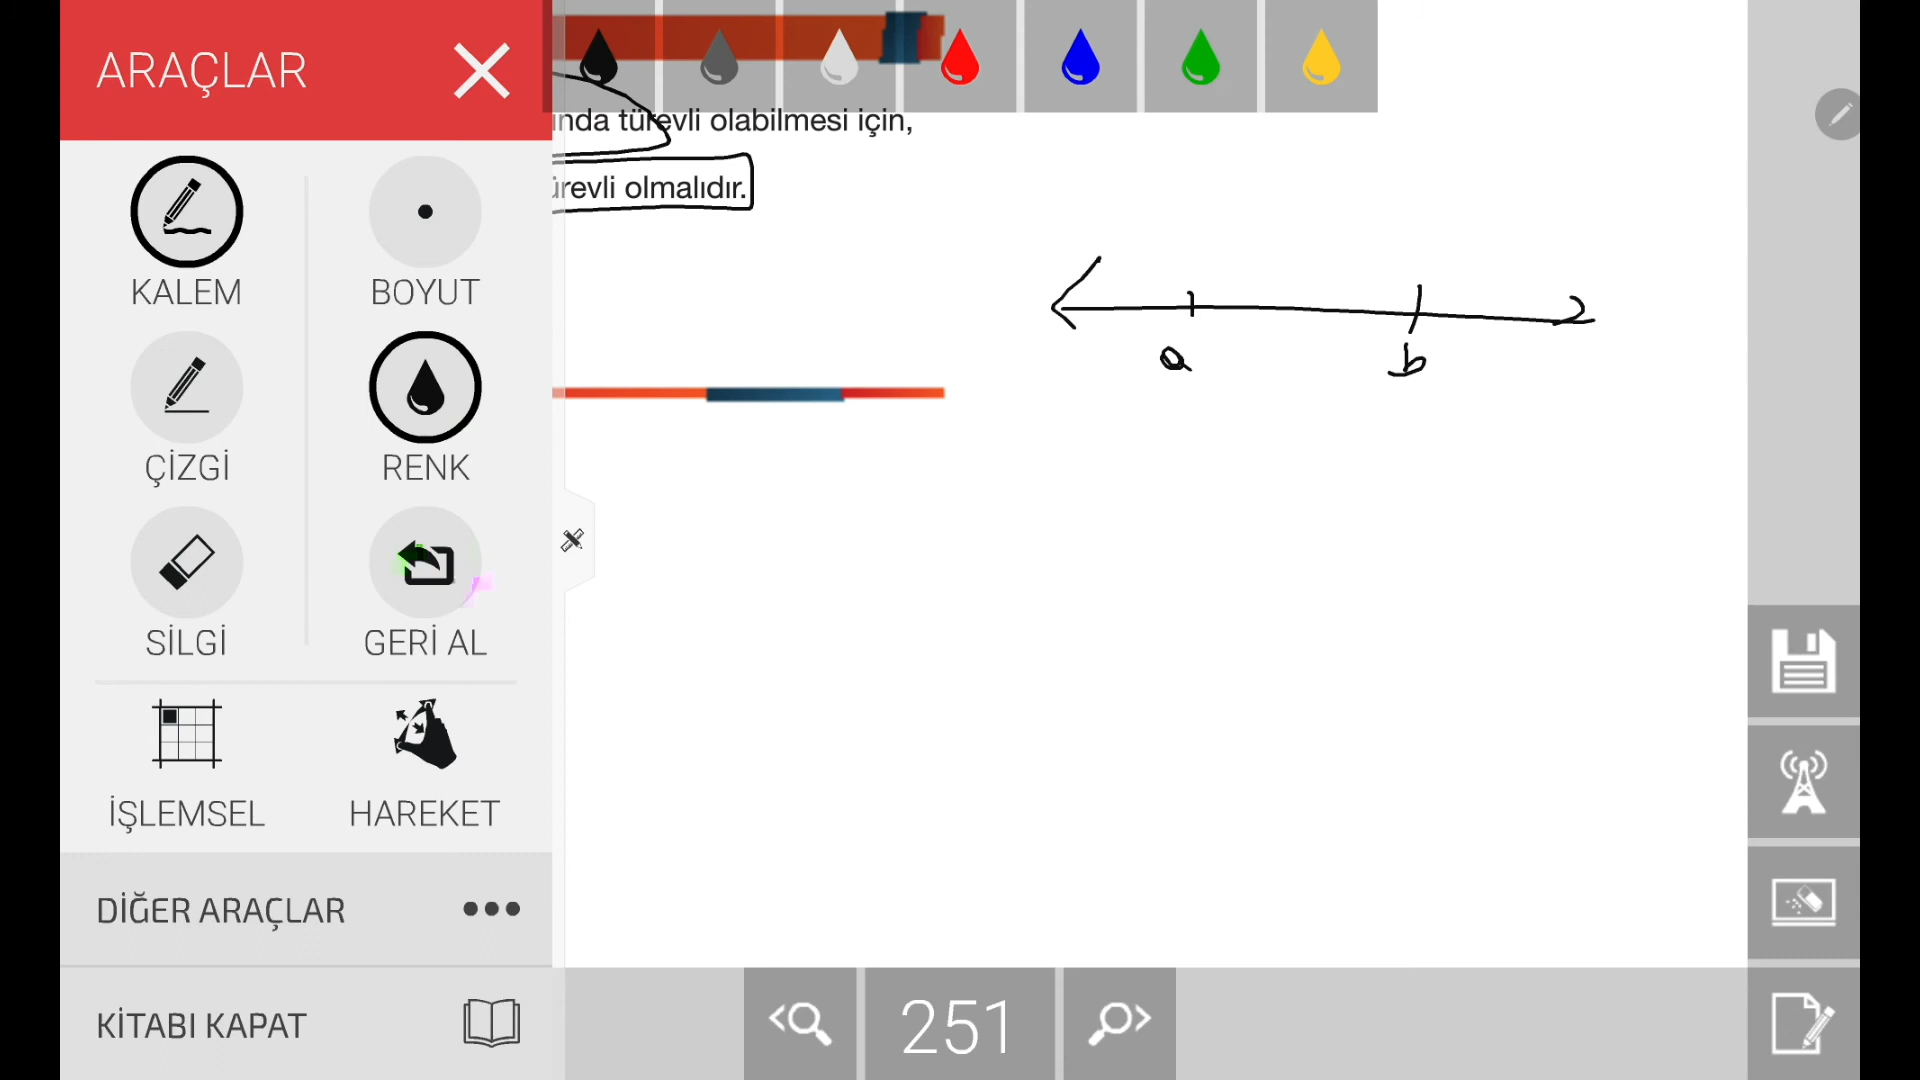 ARAÇLAR
ında türevli olabilmesi için,
ürevli olmalıdır.
KALEM
BOYUT
ÇİZGİ
RENK
SİLGİ
GERİ AL
İŞLEMSEL
HAREKET
DİĞER ARAÇLAR
KİTABI KAPAT
a
b
251